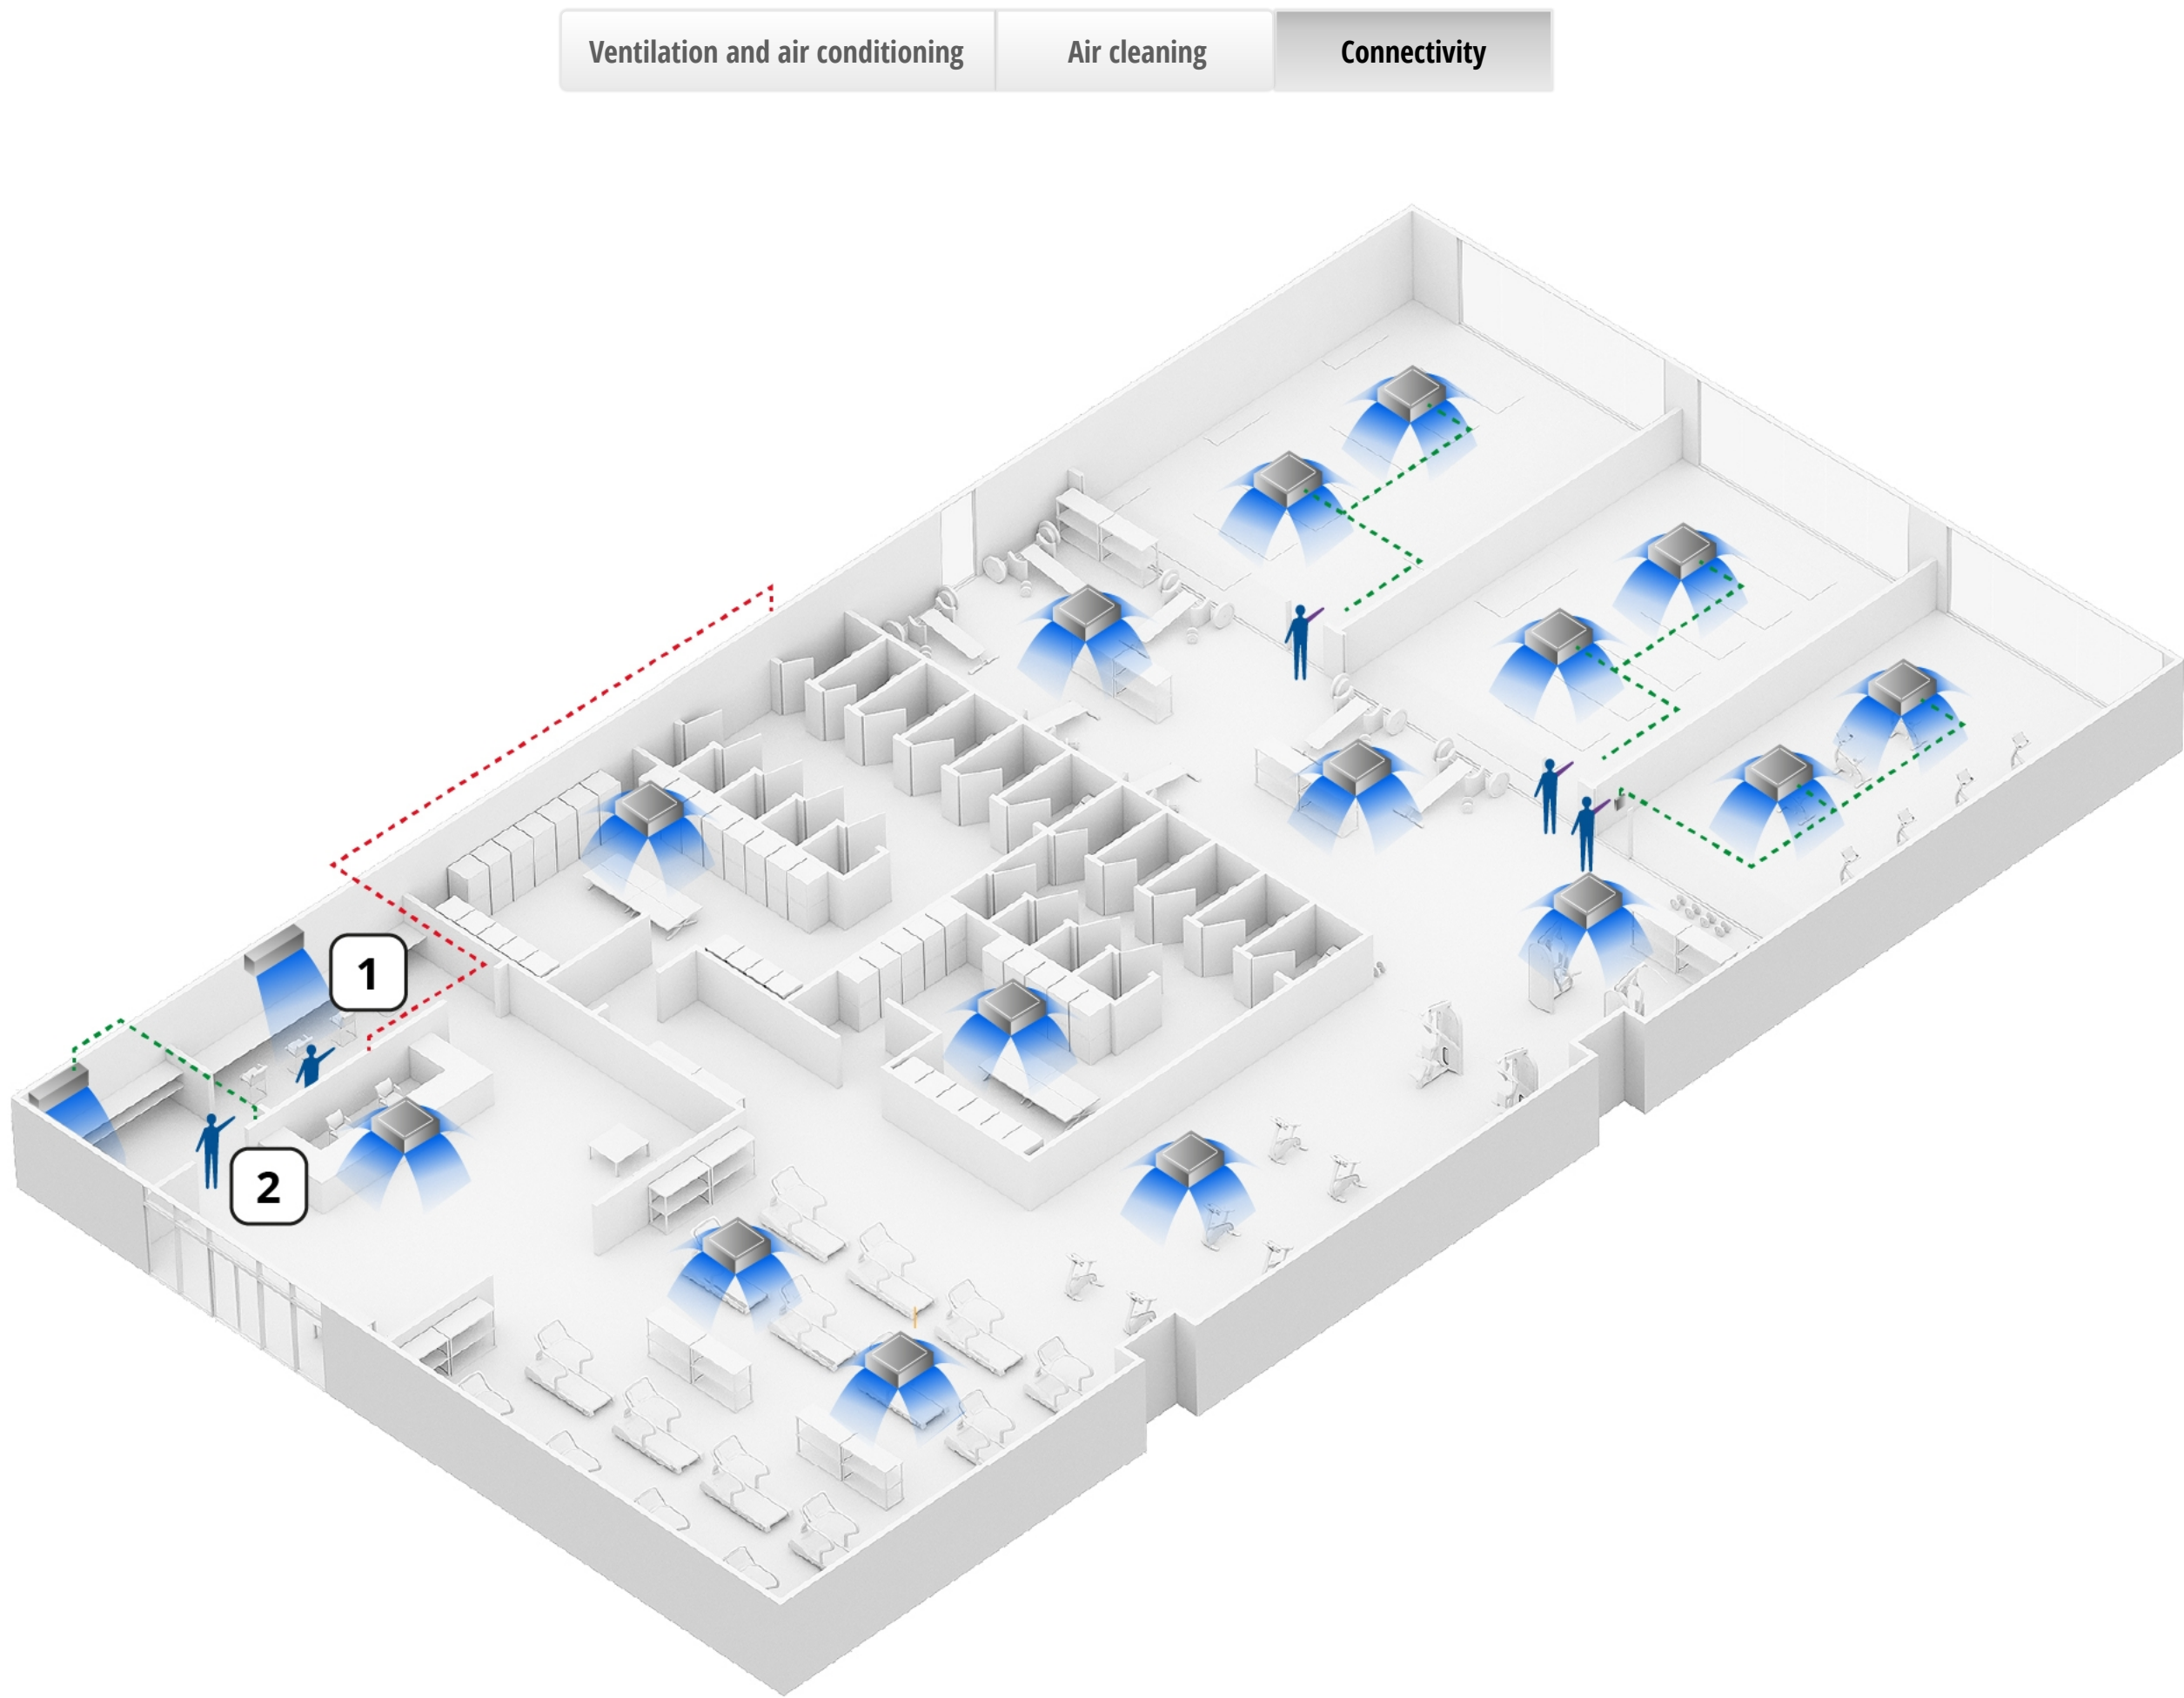 Ventilation and air conditioning
Air cleaning
Connectivity
1
2